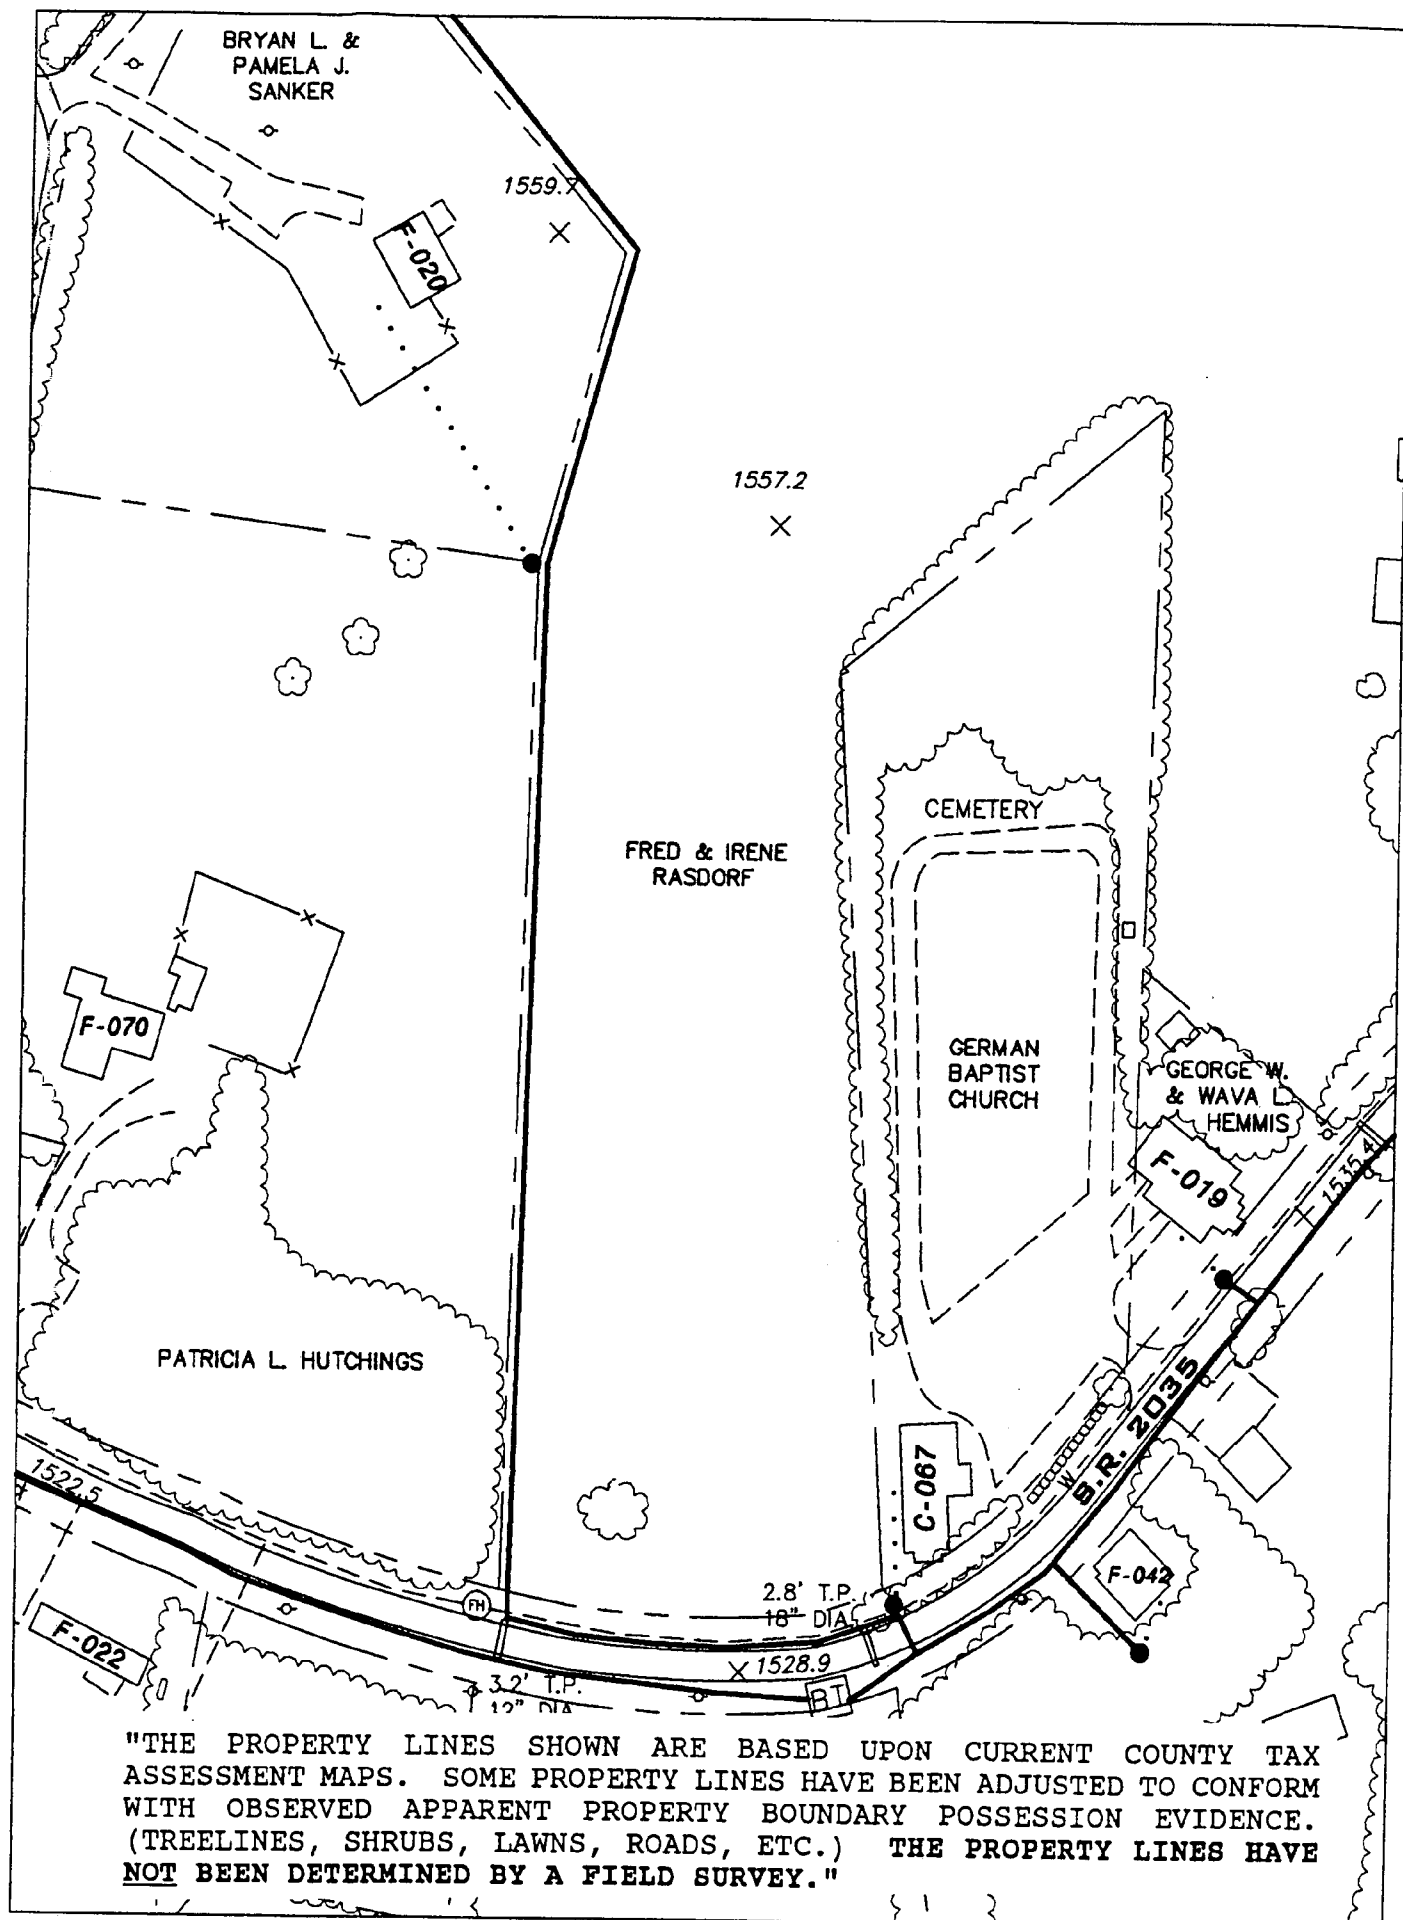 BRYAN L. &
PAMELA J.
SANKER
1559.7
F-020
1557.2
CEMETERY
FRED & IRENE
RASDORF
F-070
GERMAN
BAPTIST
CHURCH
GEORGE W.
& WAVA L.
HEMMIS
F-019
1535.4
PATRICIA L. HUTCHINGS
S.R. 2035
W
C-067
1522.5
F-042
FH
2.8' T.P.
18" DIA.
F-022
1528.9
3.2' T.P.
12" DIA.
BT
"THE PROPERTY LINES SHOWN ARE BASED UPON CURRENT COUNTY TAX
ASSESSMENT MAPS. SOME PROPERTY LINES HAVE BEEN ADJUSTED TO CONFORM
WITH OBSERVED APPARENT PROPERTY BOUNDARY POSSESSION EVIDENCE.
(TREELINES, SHRUBS, LAWNS, ROADS, ETC.) THE PROPERTY LINES HAVE
NOT BEEN DETERMINED BY A FIELD SURVEY."